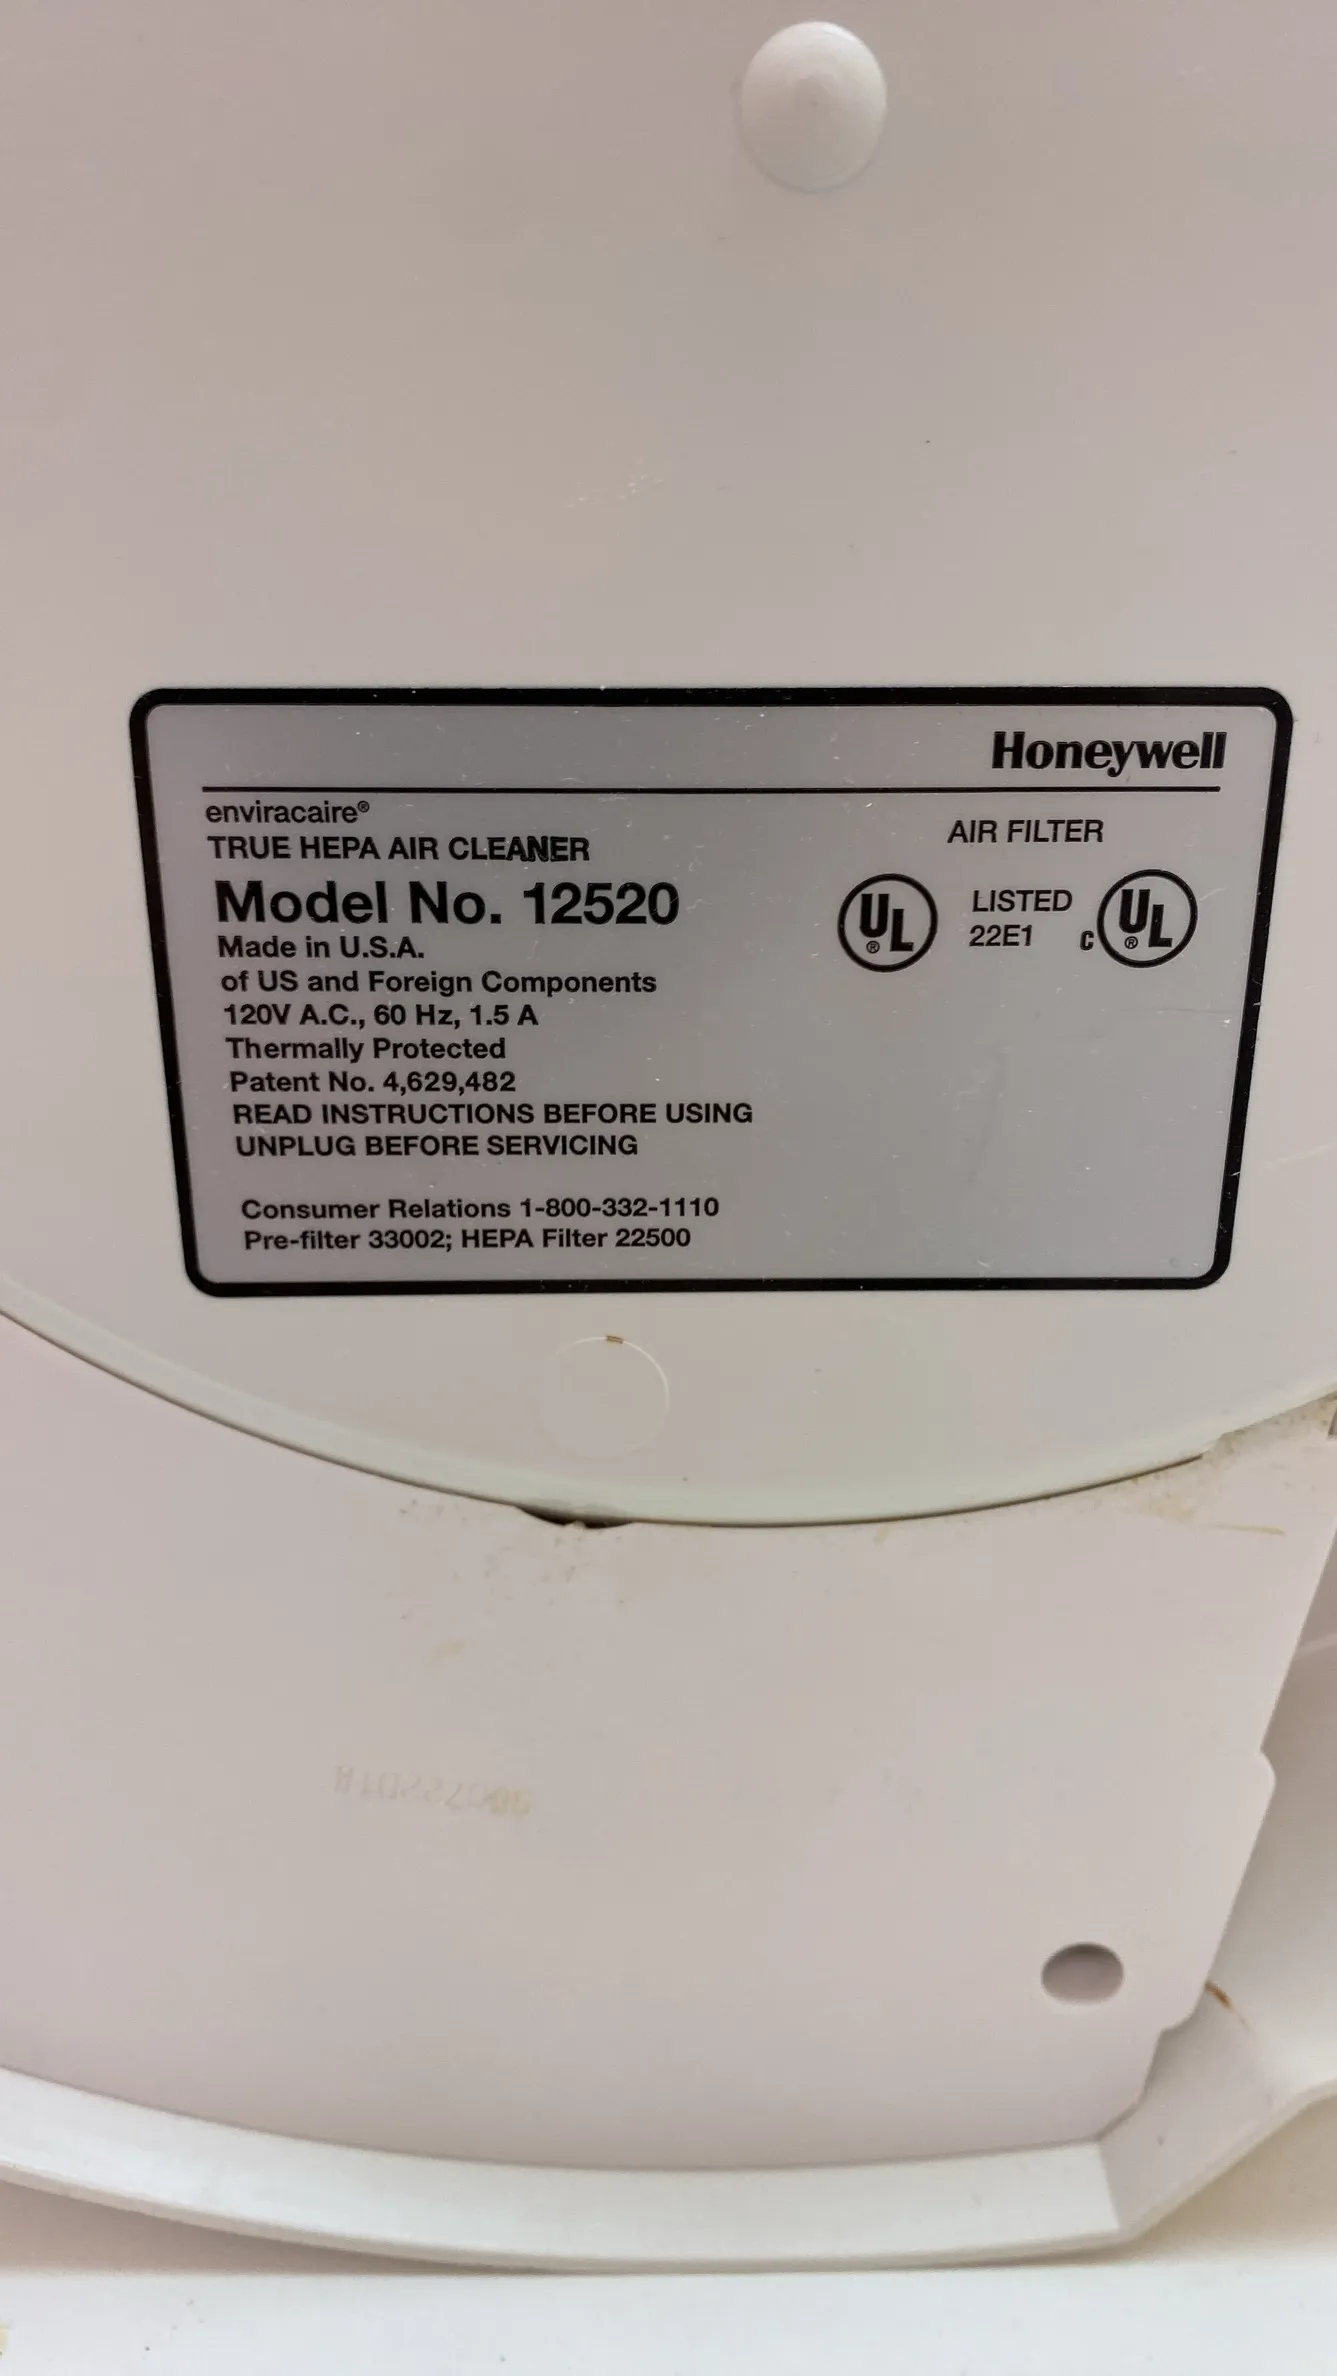 Honeywell
enviracaire®
TRUE HEPA AIR CLEANER
Model No. 12520
Made in U.S.A.
of US and Foreign Components
120V A.C., 60 Hz, 1.5 A
Thermally Protected
Patent No. 4,629,482
READ INSTRUCTIONS BEFORE USING
UNPLUG BEFORE SERVICING
Consumer Relations 1-800-332-1110
Pre-filter 33002; HEPA Filter 22500
AIR FILTER
UL® LISTED C UL®
22E1